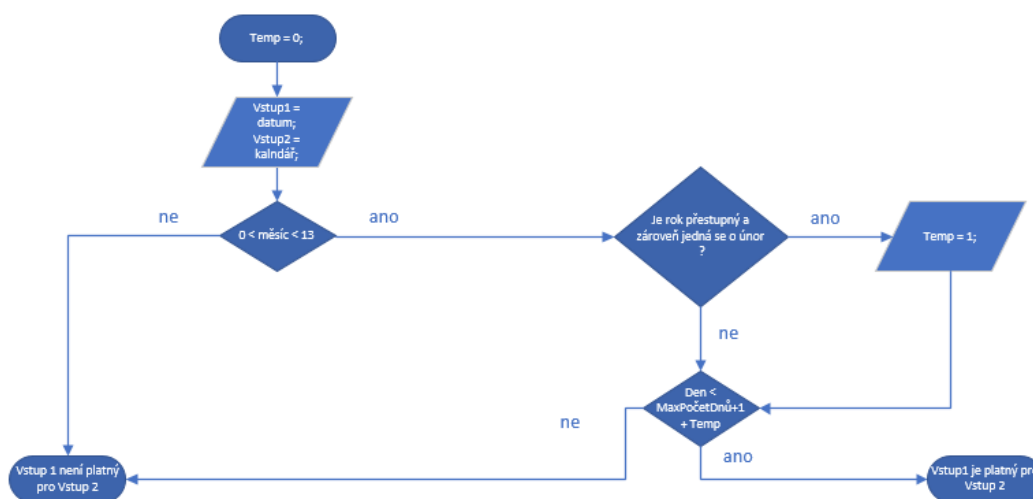 Temp = 0;
Vstup1 =
datum;
Vstup2 =
kalndář;
ne
0 < měsíc < 13
ano
Je rok přestupný a
zároveň jedná se o únor
?
ano
Temp = 1;
ne
Den <
MaxPočetDnů+1
+ Temp
ne
ano
Vstup 1 není platný
pro Vstup 2
Vstup1 je platný pro
Vstup 2